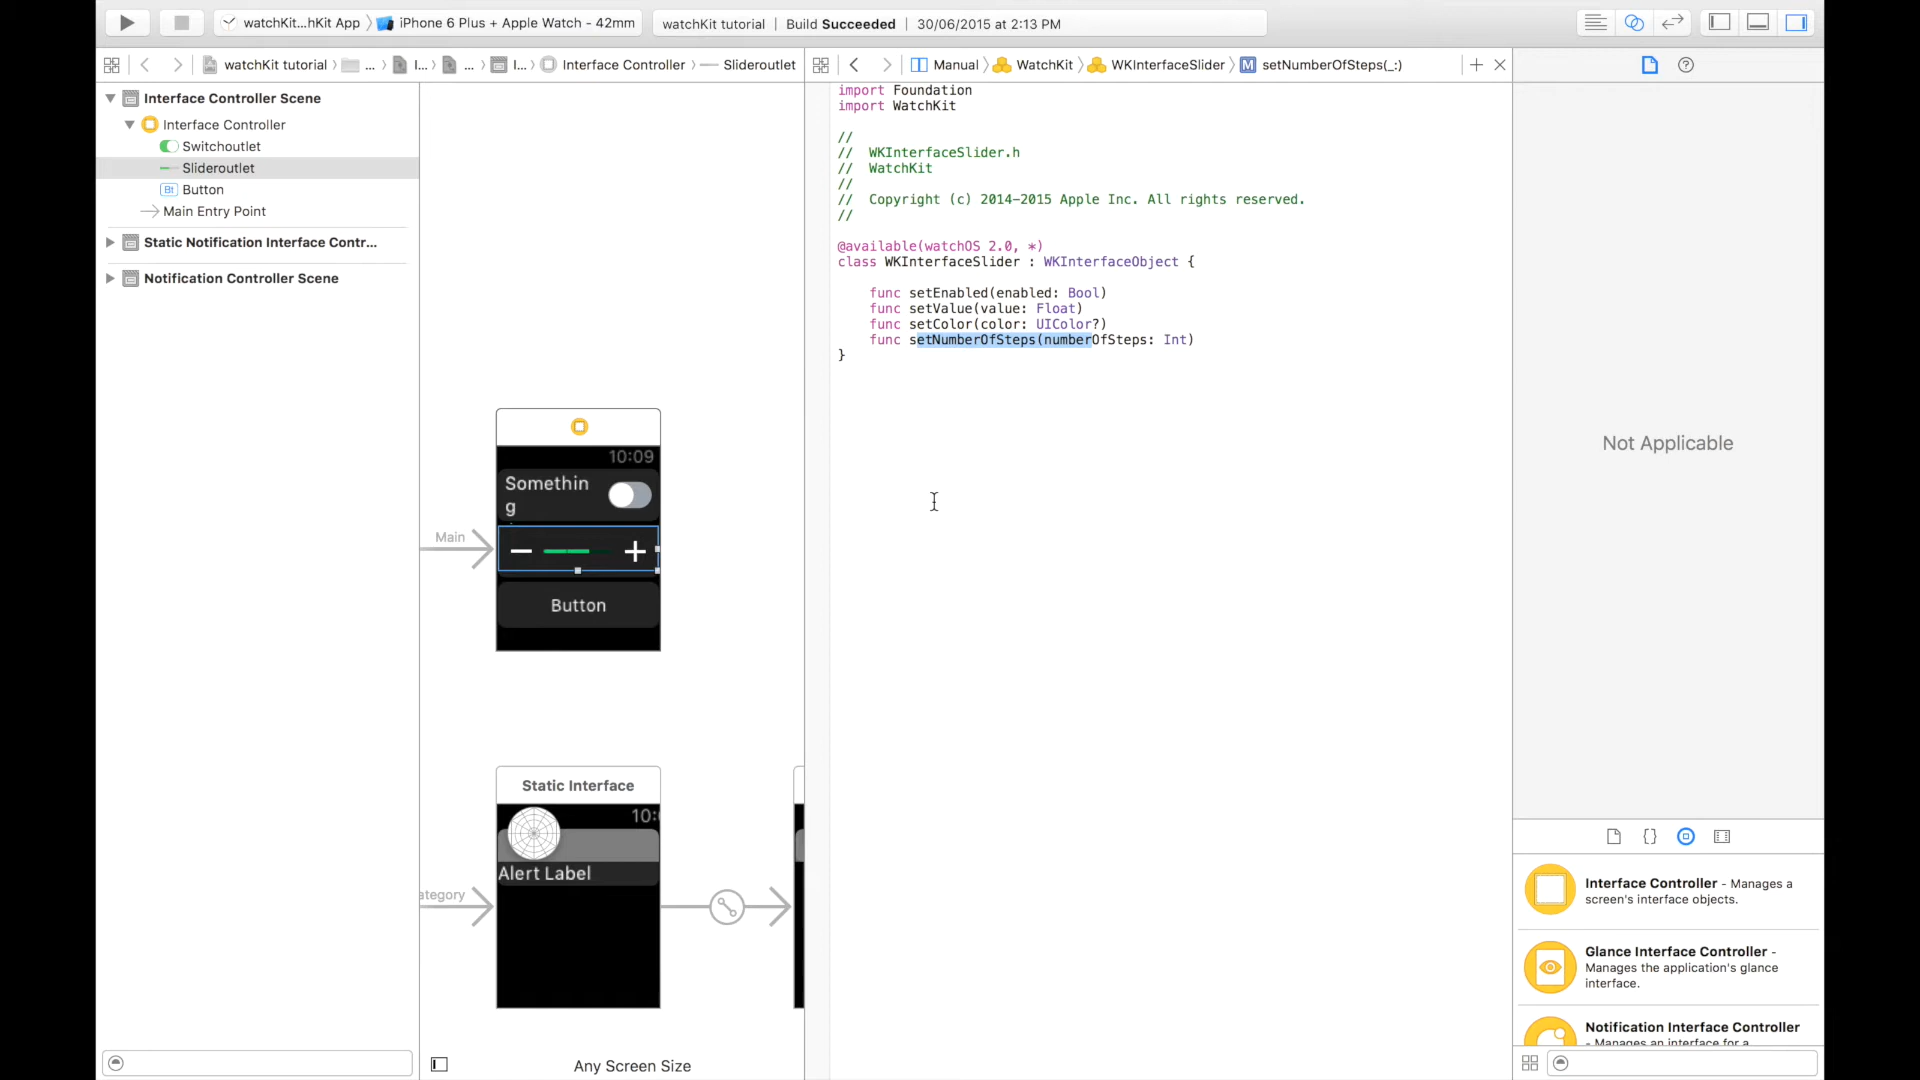 watchKit...hKit App
iPhone 6 Plus + Apple Watch - 42mm
watchKit tutorial | Build Succeeded | 30/06/2015 at 2:13 PM
watchKit tutorial
...
I...
...
I...
Interface Controller
Slideroutlet
Manual
WatchKit
WKInterfaceSlider
M
setNumberOfSteps(_:)
Interface Controller Scene
Interface Controller
Switchoutlet
Slideroutlet
Bt Button
Main Entry Point
Static Notification Interface Contr...
Notification Controller Scene
Main
10:09
Somethin
g
Button
Static Interface
Alert Label
ategory
Any Screen Size
import Foundation
import WatchKit
//
//  WKInterfaceSlider.h
//  WatchKit
//
//  Copyright (c) 2014-2015 Apple Inc. All rights reserved.
//
@available(watchOS 2.0, *)
class WKInterfaceSlider : WKInterfaceObject {
func setEnabled(enabled: Bool)
func setValue(value: Float)
func setColor(color: UIColor?)
func setNumberOfSteps(numberOfSteps: Int)
}
Not Applicable
{}
Interface Controller - Manages a
screen's interface objects.
Glance Interface Controller -
Manages the application's glance
interface.
Notification Interface Controller
- Manages an interface for a